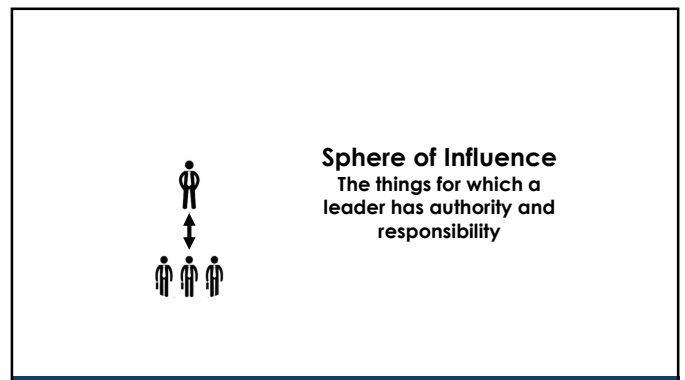 Sphere of Influence
The things for which a
leader has authority and
responsibility